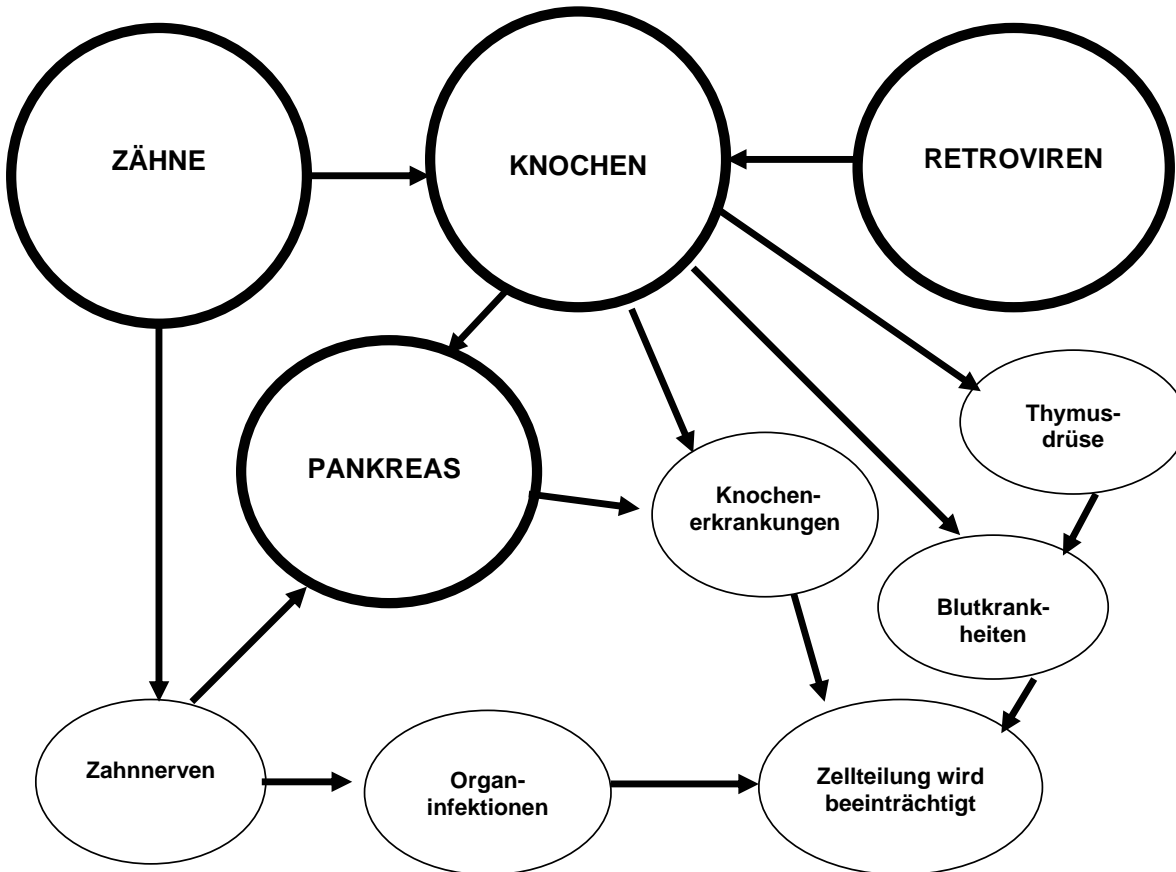 ZÄHNE
KNOCHEN
RETROVIREN
Thymus-
drüse
PANKREAS
Knochen-
erkrankungen
Blutkrank-
heiten
Zahnnerven
Organ-
infektionen
Zellteilung wird
beeinträchtigt